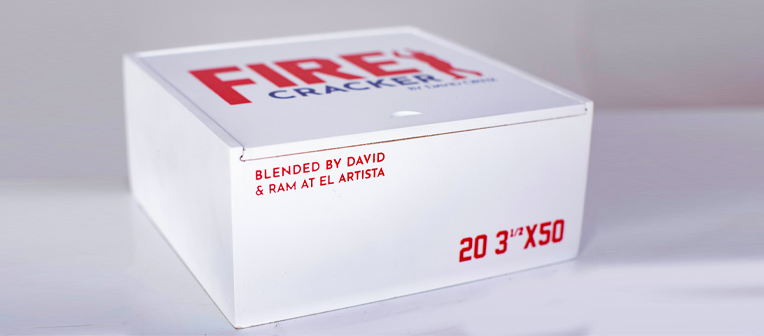 FIRE
CRACKER
BLENDED BY DAVID
& RAM AT EL ARTISTA
20 3 1/2 X50